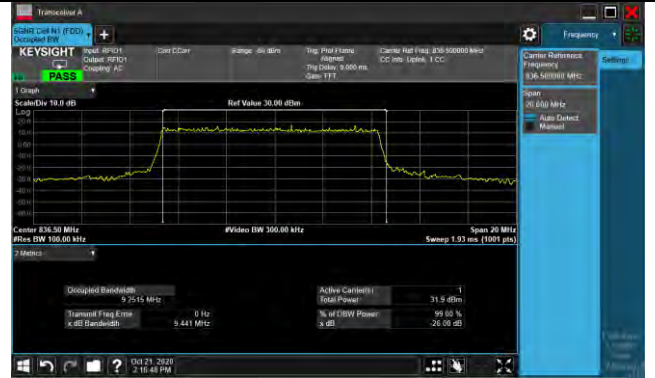 Transceiver A
5GNR Cell N1 (FDD)
Occupied BW
Frequency
KEYSIGHT
Input: RFIO1
Output: RFIO1
Coupling: AC
Corr CCorr
Trig: Prdl Frame
Trig Delay: 8.000 ms
Gate: FFT
Carrier Ref Freq: 836.500000 MHz
CC Info: Uplink, 1 CC
PASS
Carrier Reference
Frequency
836.500000 MHz
Settings
Span
20.000 MHz
Auto Detect
Manual
1 Graph
Scale/Div 10.0 dB
Ref Value 30.00 dBm
Log
Center 836.50 MHz
#Video BW 300.00 kHz
Span 20 MHz
#Res BW 100.00 kHz
Sweep 1.93 ms (1001 pts)
2 Metrics
Occupied Bandwidth
9.2515 MHz
Active Carrier(s) 1
Total Power 31.9 dBm
Transmit Freq Error 0 Hz
x dB Bandwidth 9.441 MHz
% of OBW Power 99.00 %
x dB -26.00 dB
?
Oct 21, 2020
2:16:48 PM